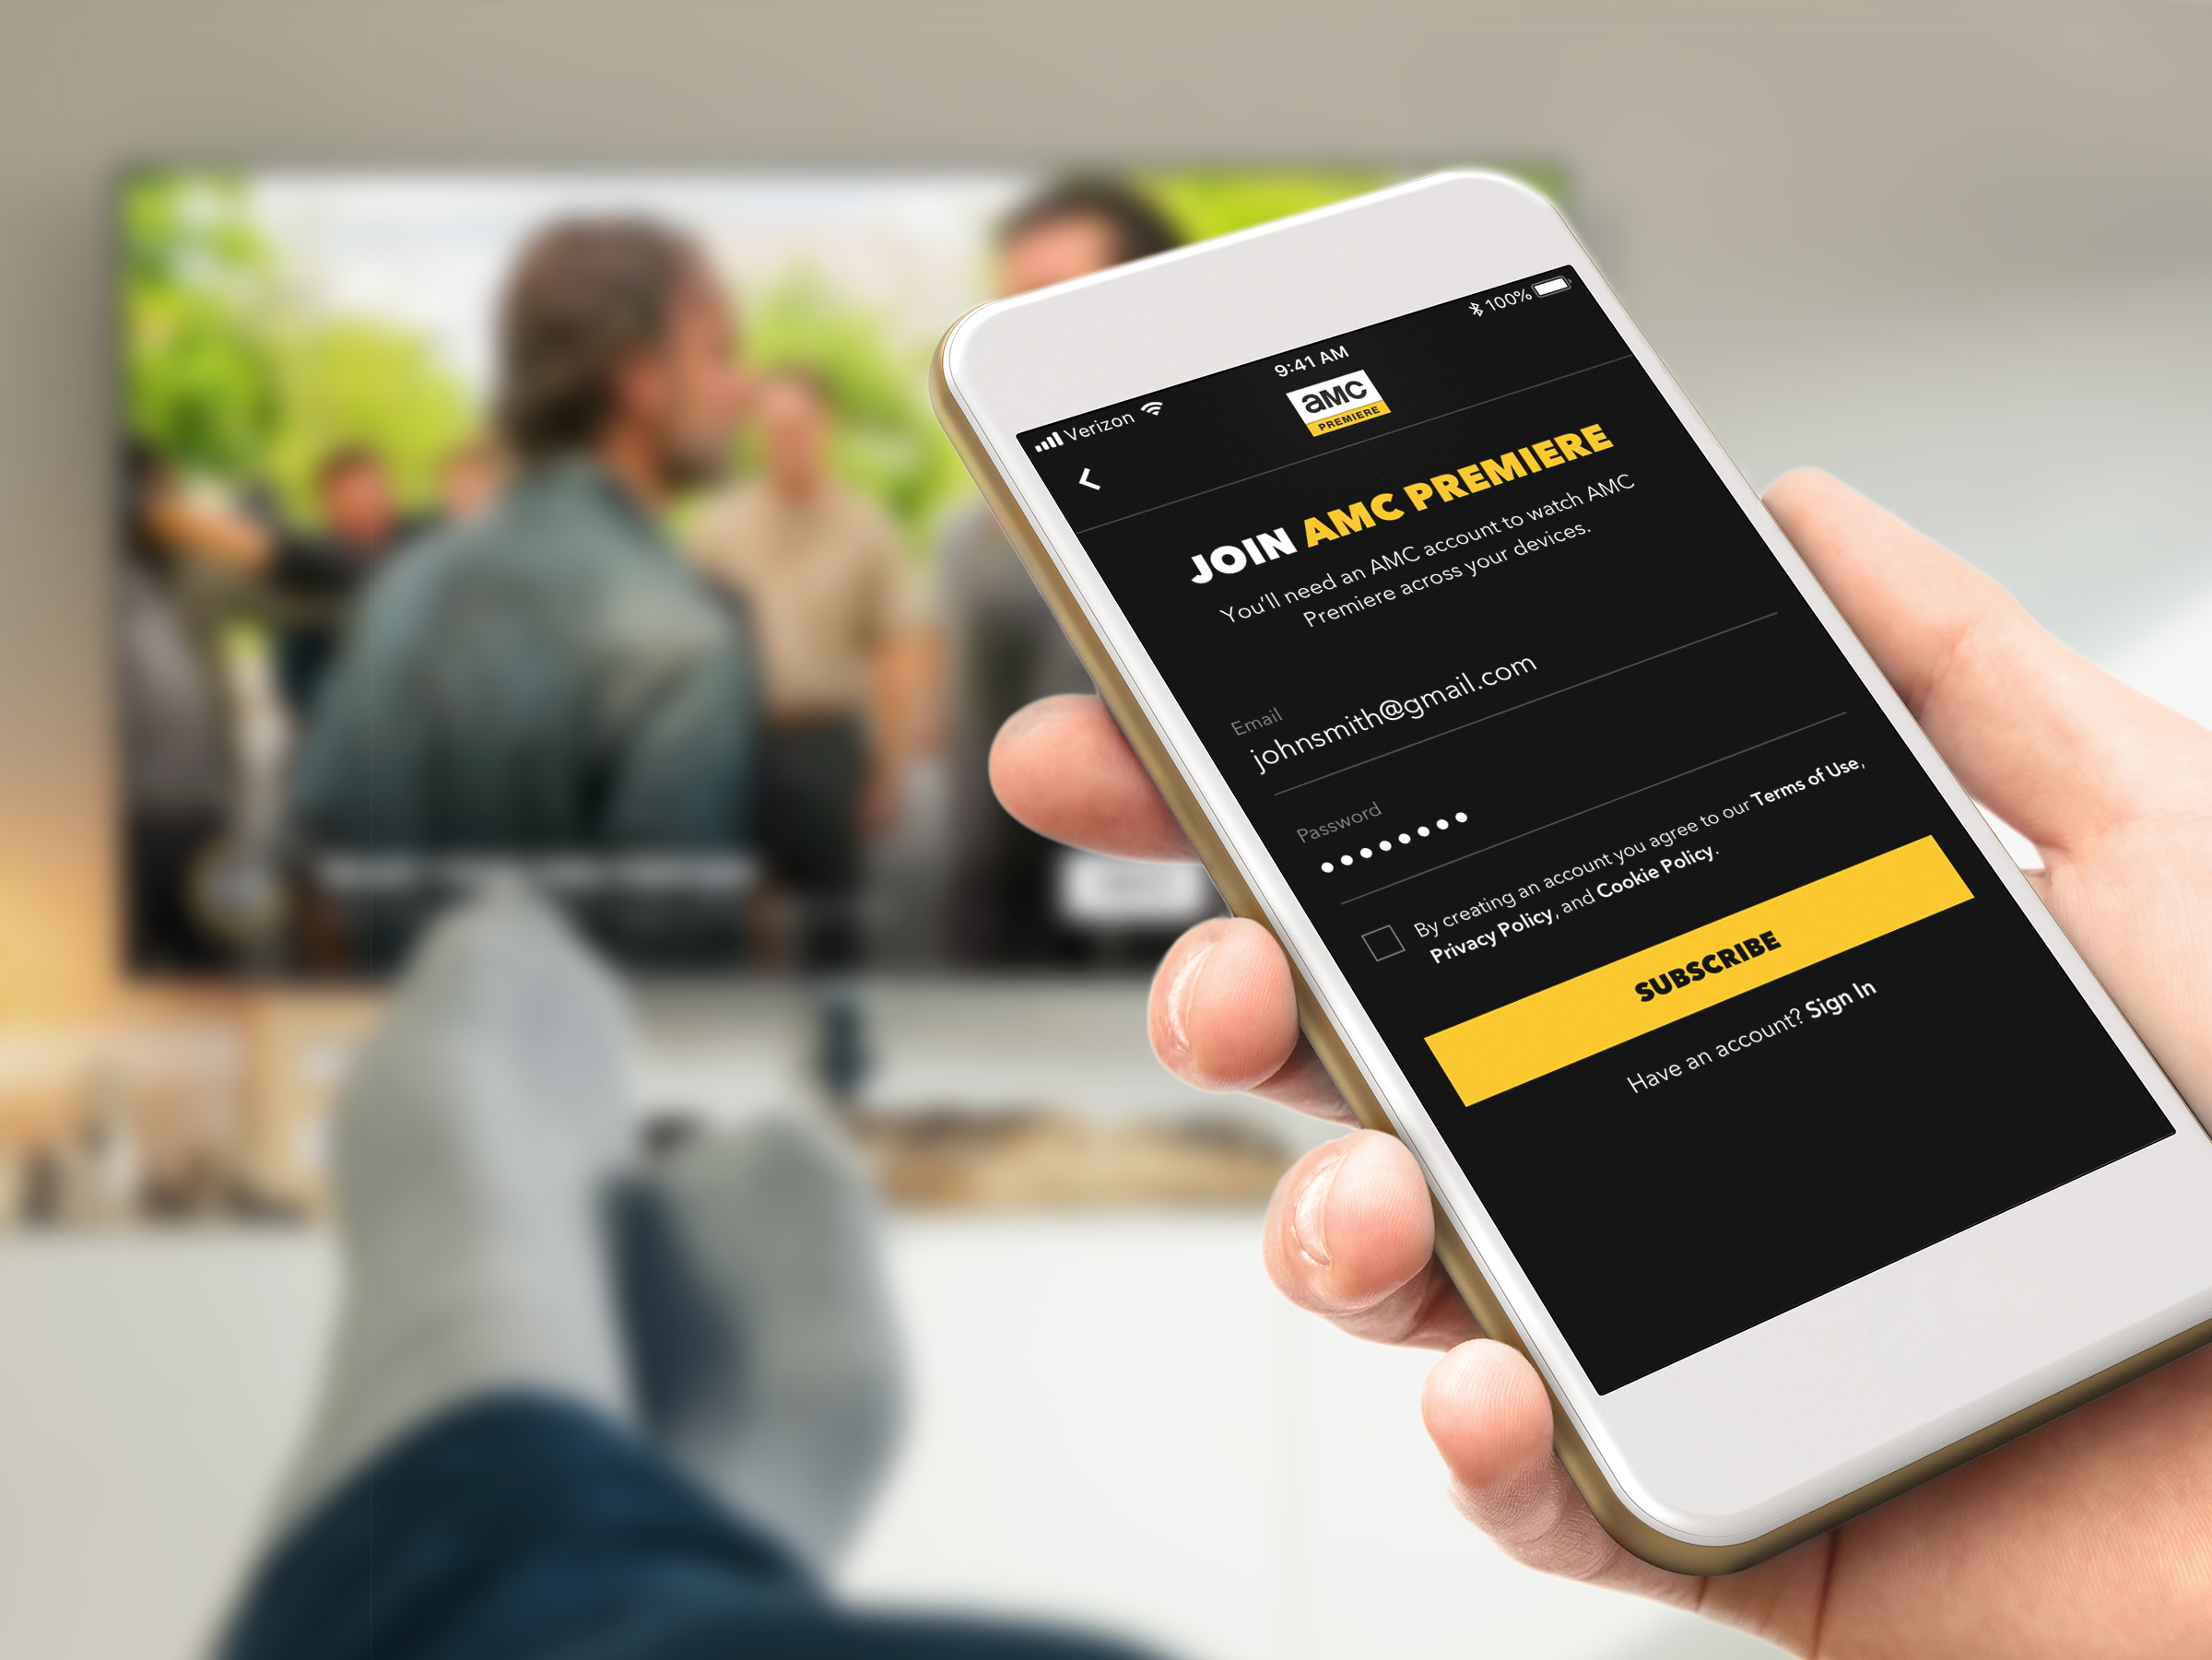 Verizon 9:41 AM 100%
aMC
PREMIERE
JOIN AMC PREMIERE
You'll need an AMC account to watch AMC
Premiere across your devices.
Email
johnsmith@gmail.com
Password
By creating an account you agree to our Terms of Use,
Privacy Policy, and Cookie Policy.
SUBSCRIBE
Have an account? Sign In